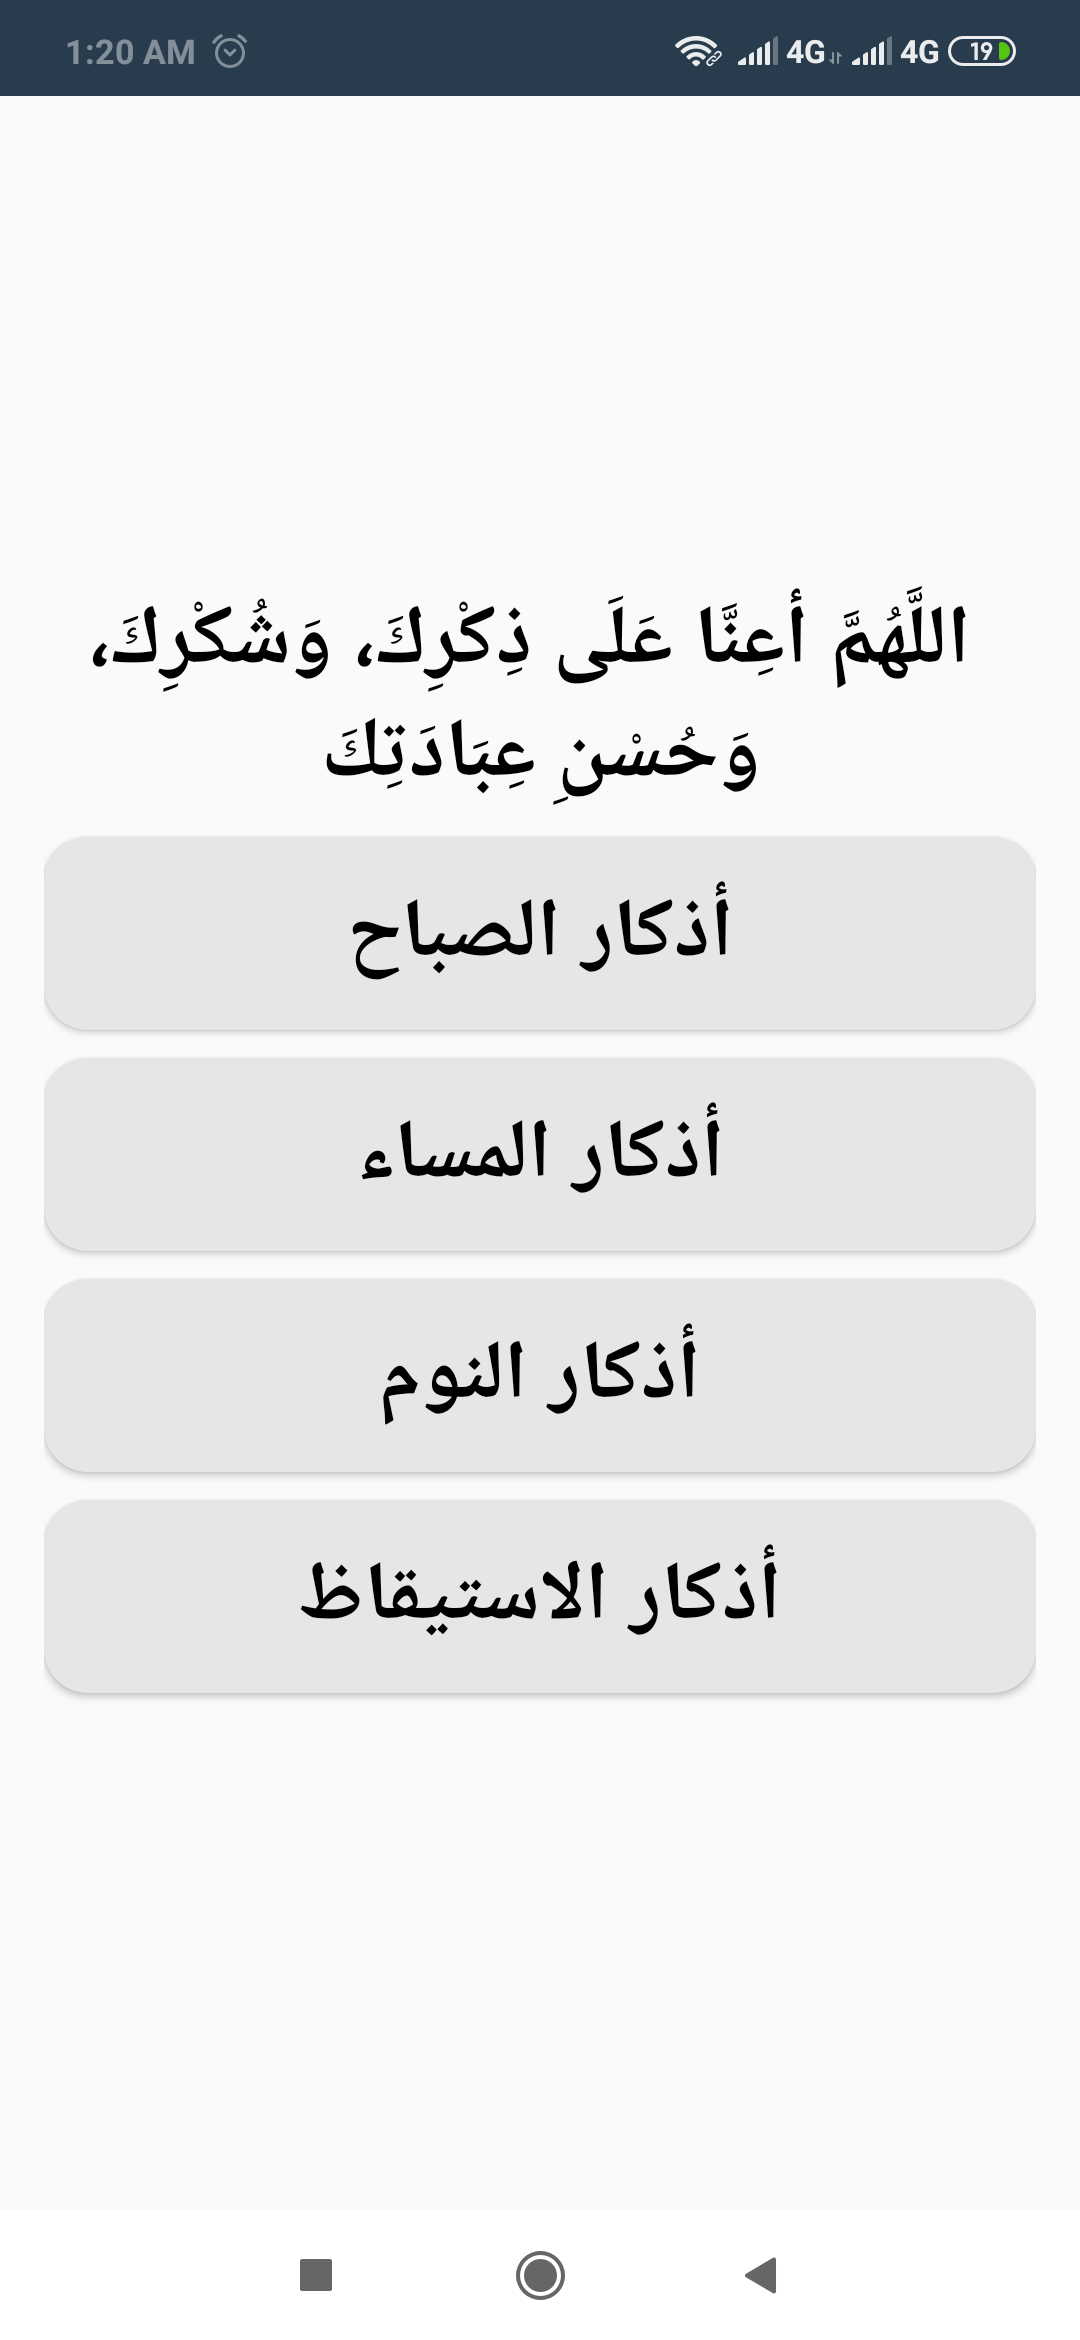 1:20 AM 4G 4G 19
اللَّهُمَّ أعِنَّا عَلَى ذِكْرِكَ، وَشُكْرِكَ،
وَحُسْنِ عِبَادَتِكَ
أذكار الصباح
أذكار المساء
أذكار النوم
أذكار الاستيقاظ